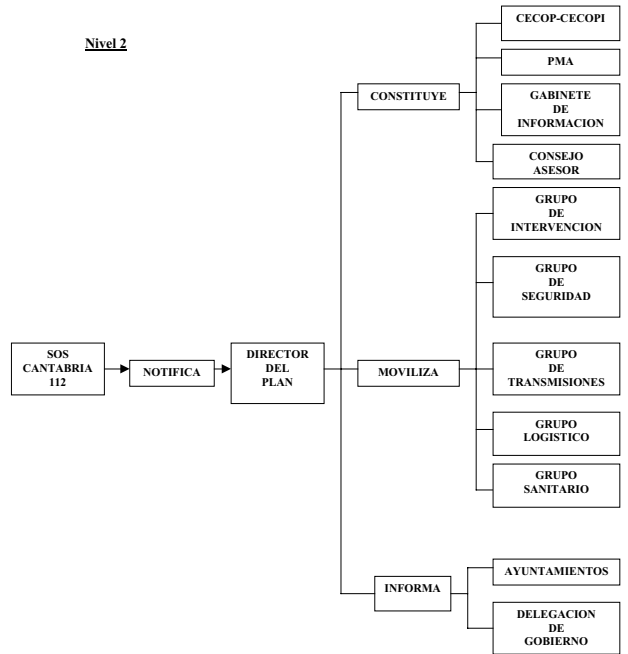 Nivel 2
CECOP-CECOPI
PMA
CONSTITUYE
GABINETE
DE
INFORMACION
CONSEJO
ASESOR
GRUPO
DE
INTERVENCION
GRUPO
DE
SEGURIDAD
SOS
CANTABRIA
112
NOTIFICA
DIRECTOR
DEL
PLAN
MOVILIZA
GRUPO
DE
TRANSMISIONES
GRUPO
LOGISTICO
GRUPO
SANITARIO
INFORMA
AYUNTAMIENTOS
DELEGACION
DE
GOBIERNO